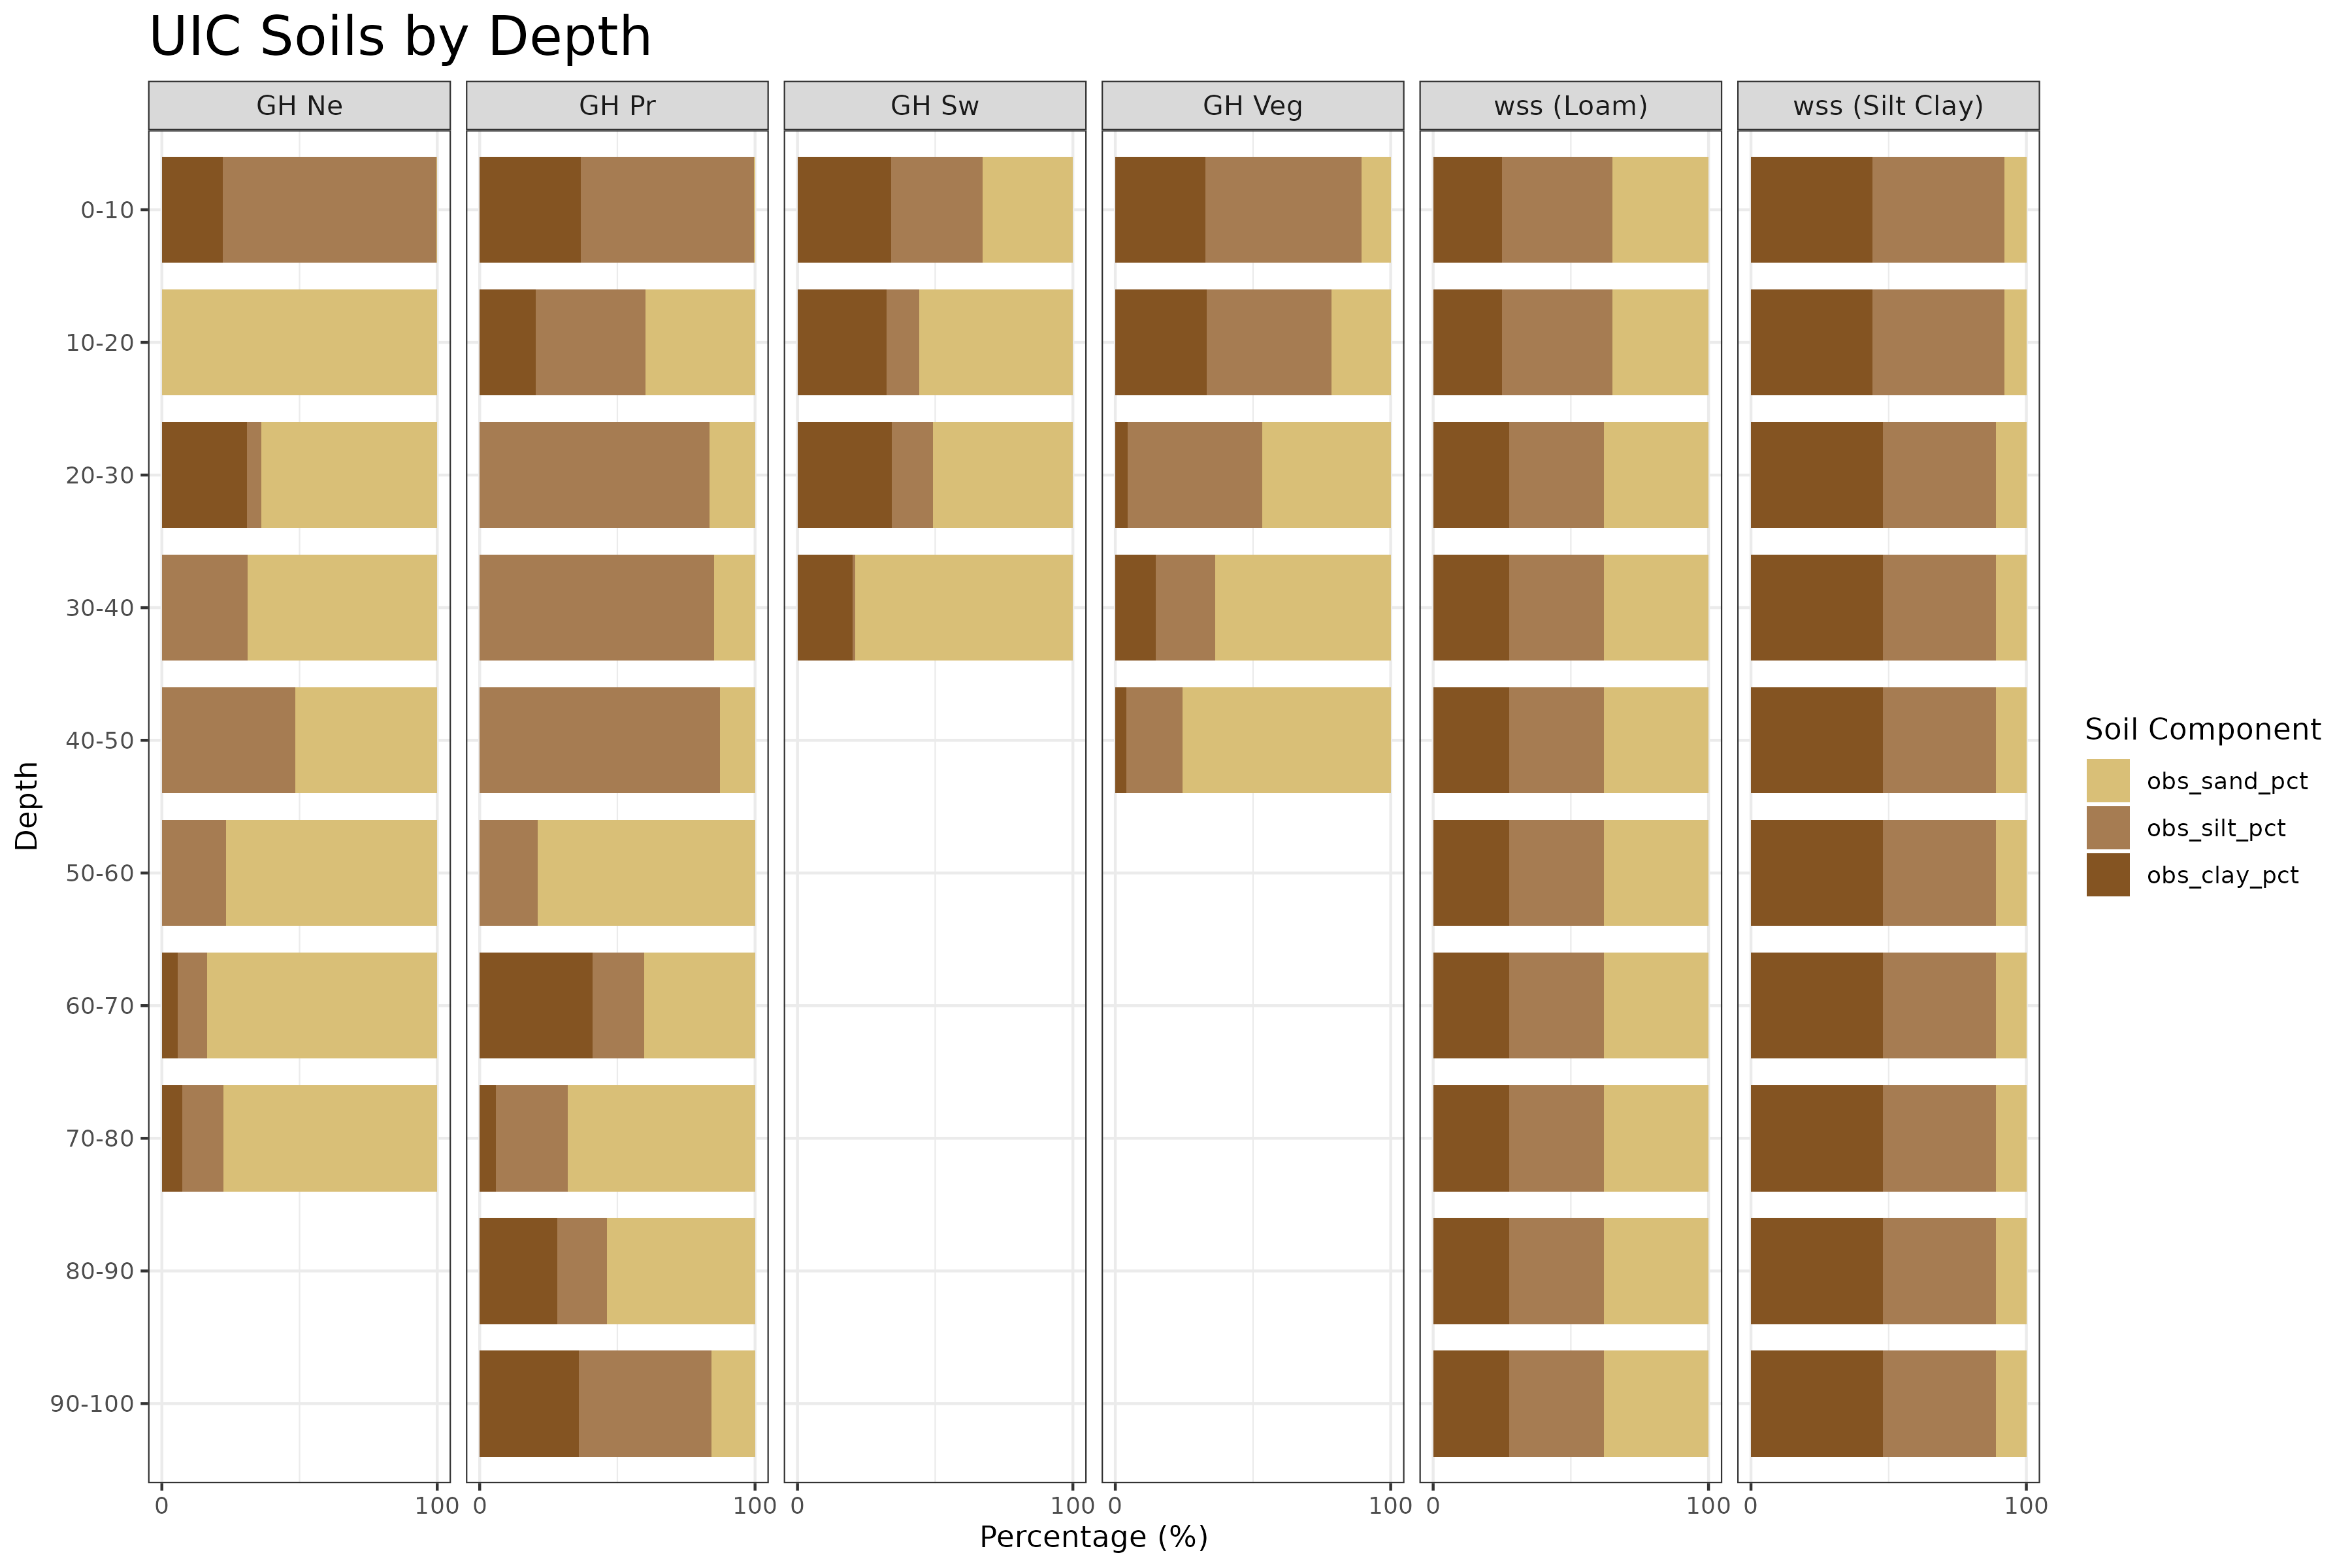 UIC Soils by Depth
GH Ne
GH Pr
GH Sw
GH Veg
wss (Loam)
wss (Silt Clay)
Depth
0-10
10-20
20-30
30-40
40-50
50-60
60-70
70-80
80-90
90-100
0 100
0 100
0 100
0 100
0 100
0 100
Percentage (%)
Soil Component
obs_sand_pct
obs_silt_pct
obs_clay_pct